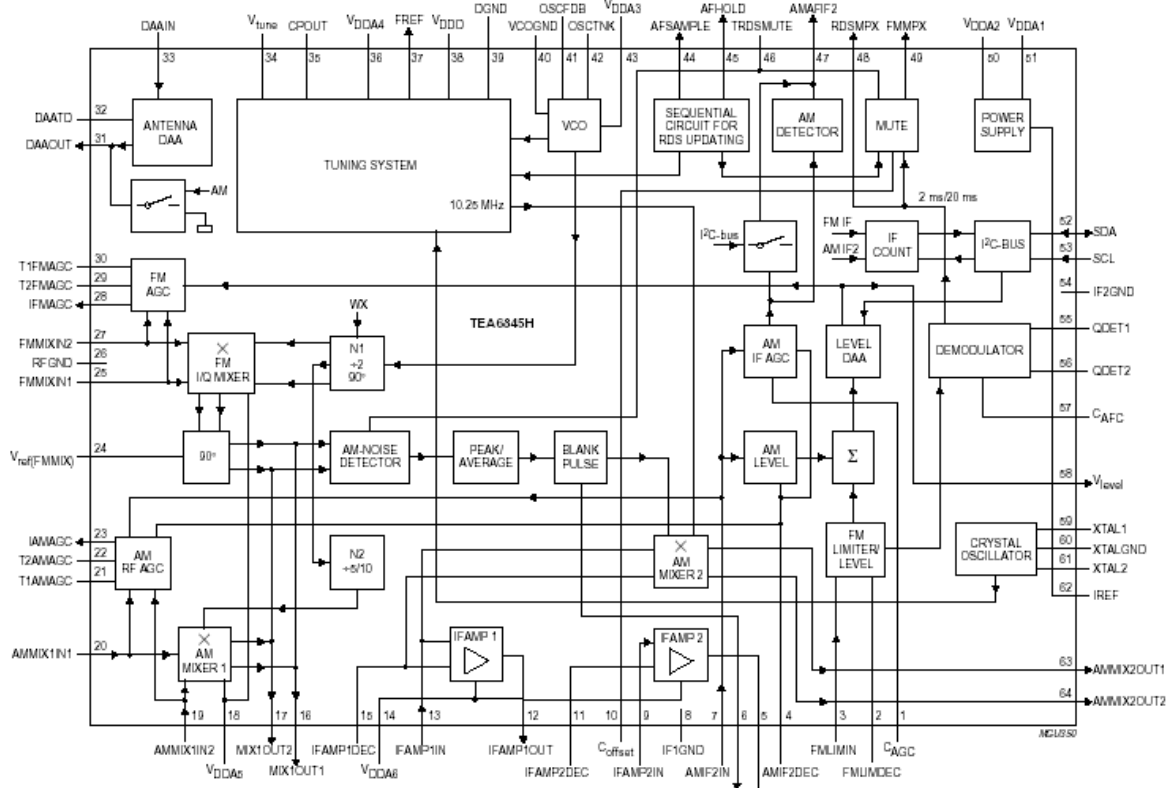 DAAIN
Vtune
CPOUT
VDDA4
FREF
VDDD
DGND
VCOGND
OSCFDB
OSCTNK
VDDA3
AFSAMPLE
AFHOLD
TRDSMUTE
AMAFIF2
RDSMPX
FMMPX
VDDA2
VDDA1
33
34
35
36
37
38
39
40
41
42
43
44
45
46
47
48
49
50
51
DAATD
32
DAAOUT
31
ANTENNA
DAA
TUNING SYSTEM
10.25 MHz
VCO
SEQUENTIAL
CIRCUIT FOR
RDS UPDATING
AM
DETECTOR
MUTE
POWER
SUPPLY
AM
2 ms/20 ms
I2C-bus
FM IF
AM IF2
IF
COUNT
I2C-BUS
52
SDA
53
SCL
54
IF2GND
T1FMAGC
30
T2FMAGC
29
IFMAGC
28
FM
AGC
TEA6845H
WX
FMMIXIN2
27
RFGND
26
FMMIXIN1
25
×
FM
I/Q MIXER
N1
÷2
90°
AM
IF AGC
LEVEL
DAA
DEMODULATOR
55
QDET1
56
QDET2
57
CAFC
Vref(FMMIX)
24
90°
AM-NOISE
DETECTOR
PEAK/
AVERAGE
BLANK
PULSE
AM
LEVEL
Σ
58
Vlevel
IAMAGC
23
T2AMAGC
22
T1AMAGC
21
AM
RF AGC
N2
÷5/10
×
AM
MIXER 2
FM
LIMITER/
LEVEL
CRYSTAL
OSCILLATOR
59
XTAL1
60
XTALGND
61
XTAL2
62
IREF
AMMIX1IN1
20
×
AM
MIXER 1
IFAMP 1
IFAMP 2
63
AMMIX2OUT1
64
AMMIX2OUT2
19
18
17
16
15
14
13
12
11
10
9
8
7
6
5
4
3
2
1
AMMIX1IN2
VDDA5
MIX1OUT2
MIX1OUT1
IFAMP1DEC
VDDA6
IFAMP1IN
IFAMP1OUT
IFAMP2DEC
Coffset
IFAMP2IN
IF1GND
AMIF2IN
AMIF2DEC
FMLIMIN
FMLIMDEC
CAGC